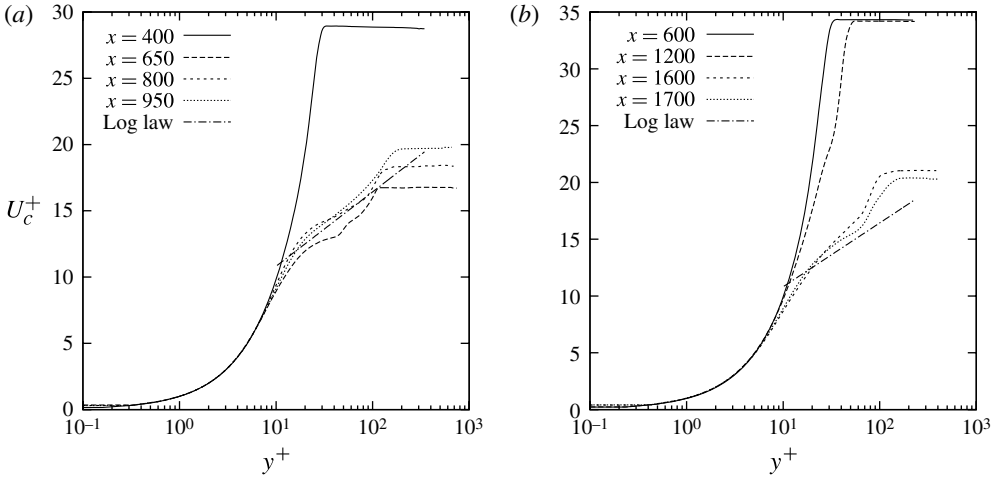 (a)
30
25
20
15
10
5
0
U_c^+
x = 400
x = 650
x = 800
x = 950
Log law
10^{-1} 10^0 10^1 10^2 10^3
y^+
(b)
35
30
25
20
15
10
5
0
x = 600
x = 1200
x = 1600
x = 1700
Log law
10^{-1} 10^0 10^1 10^2 10^3
y^+